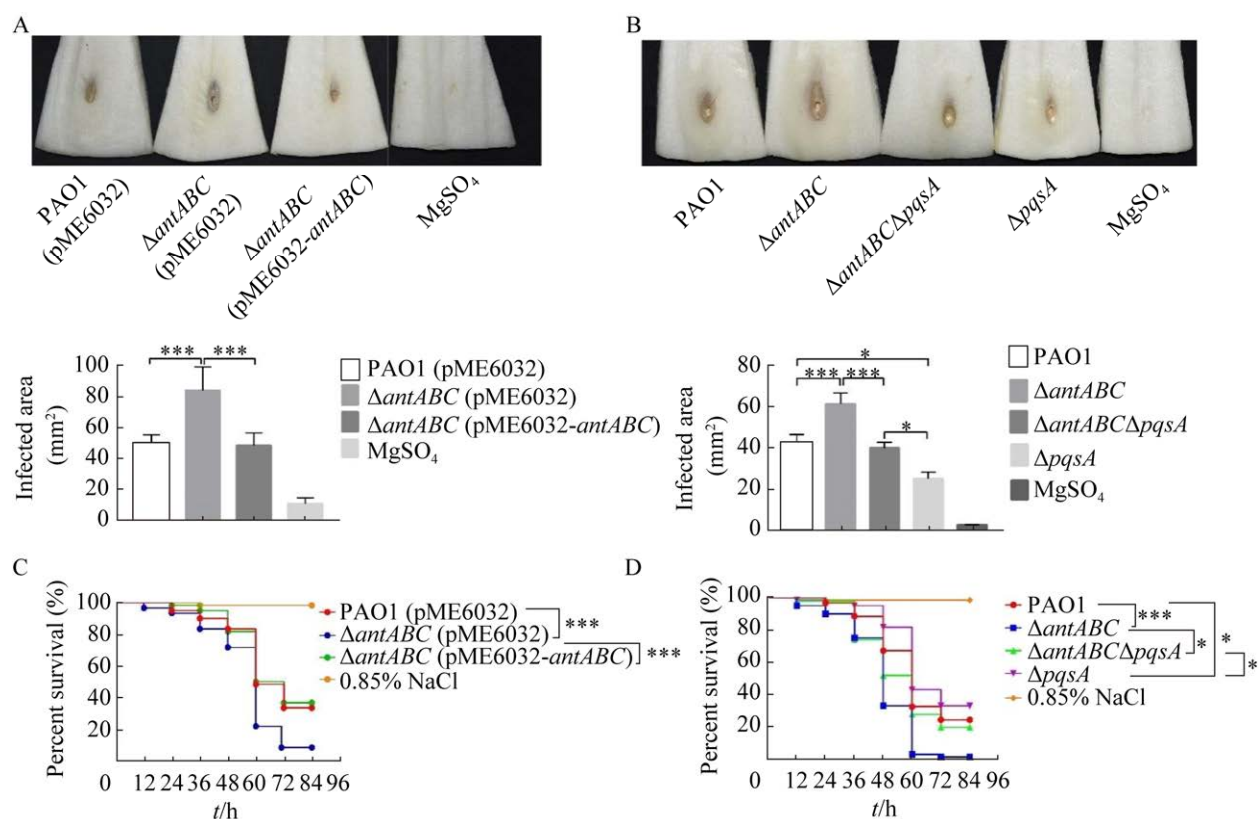 A
B
PAO1
(pME6032)
ΔantABC
(pME6032)
ΔantABC
(pME6032-antABC)
MgSO₄
PAO1
ΔantABC
ΔantABCΔpqsA
ΔpqsA
MgSO₄
Infected area
(mm²)
100
80
60
40
20
0
***
***
PAO1 (pME6032)
ΔantABC (pME6032)
ΔantABC (pME6032-antABC)
MgSO₄
Infected area
(mm²)
80
60
40
20
0
*
***
***
*
PAO1
ΔantABC
ΔantABCΔpqsA
ΔpqsA
MgSO₄
C
Percent survival (%)
100
80
60
40
20
0
12 24 36 48 60 72 84 96
t/h
PAO1 (pME6032)
ΔantABC (pME6032)
ΔantABC (pME6032-antABC)
0.85% NaCl
***
***
D
Percent survival (%)
100
80
60
40
20
0
12 24 36 48 60 72 84 96
t/h
PAO1
ΔantABC
ΔantABCΔpqsA
ΔpqsA
0.85% NaCl
***
*
*
*
*